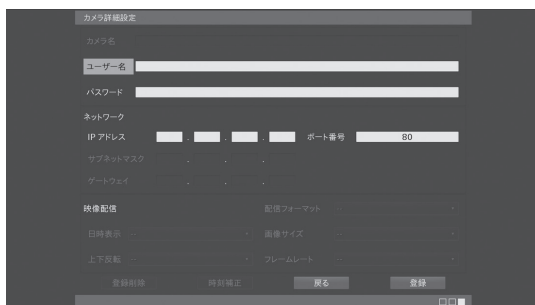 カメラ詳細設定
カメラ名
ユーザー名
パスワード
ネットワーク
IP アドレス . . . ポート番号 80
サブネットマスク . . .
ゲートウェイ . . .
映像配信 配信フォーマット -
日時表示 - 画像サイズ -
上下反転 - フレームレート -
登録削除 時刻補正 戻る 登録